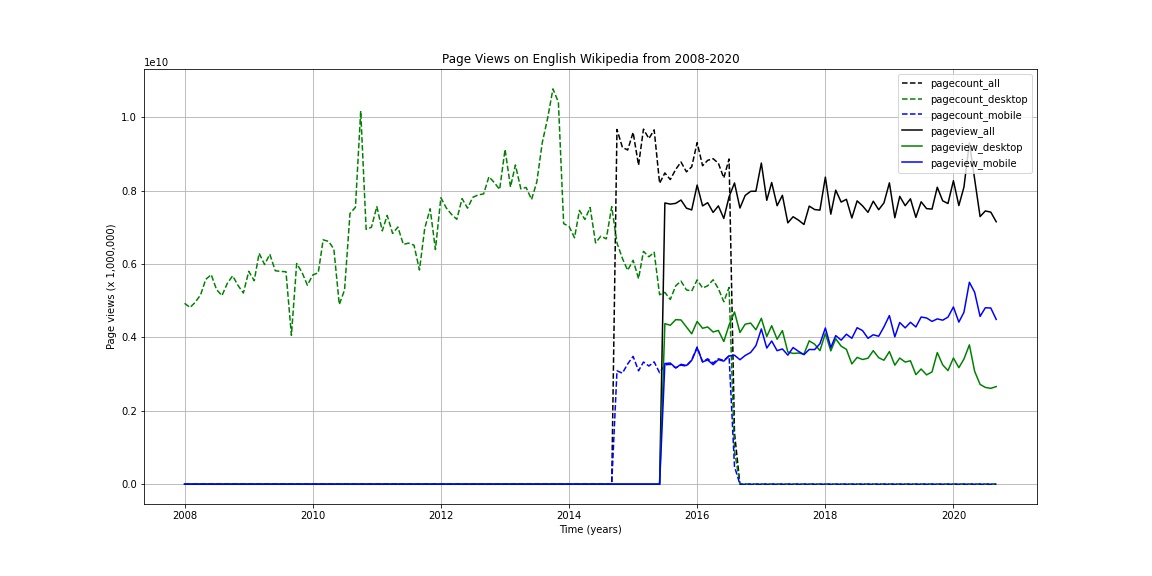 Page Views on English Wikipedia from 2008-2020
1e10
pagecount_all
pagecount_desktop
pagecount_mobile
pageview_all
pageview_desktop
pageview_mobile
1.0
0.8
0.6
0.4
0.2
0.0
Page views (x 1,000,000)
2008 2010 2012 2014 2016 2018 2020
Time (years)